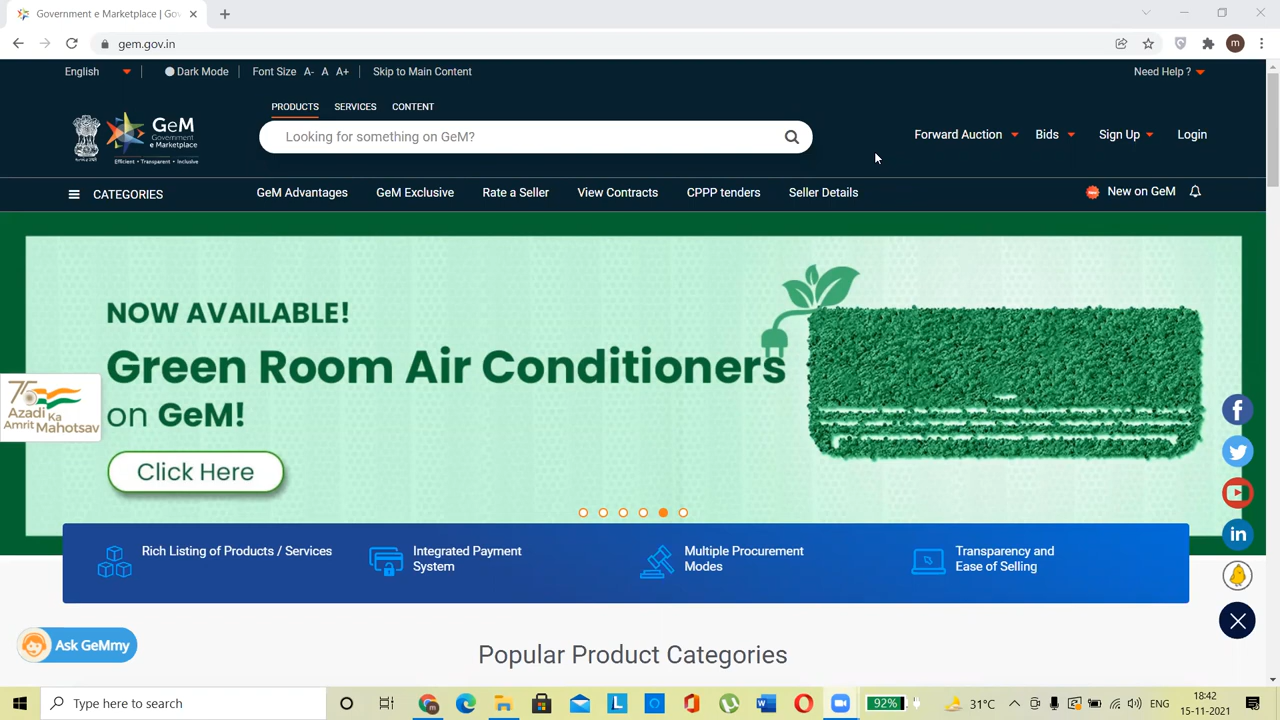 Government e Marketplace | Gov
gem.gov.in
m
English
Dark Mode
Font Size A- A A+
Skip to Main Content
Need Help ?
PRODUCTS SERVICES CONTENT
GeM
Government
e Marketplace
Efficient • Transparent • Inclusive
Looking for something on GeM?
Forward Auction
Bids
Sign Up
Login
CATEGORIES
GeM Advantages
GeM Exclusive
Rate a Seller
View Contracts
CPPP tenders
Seller Details
New on GeM
NOW AVAILABLE!
Green Room Air Conditioners
on GeM!
Click Here
75
Azadi Ka
Amrit Mahotsav
Rich Listing of Products / Services
Integrated Payment
System
Multiple Procurement
Modes
Transparency and
Ease of Selling
Ask GeMmy
Popular Product Categories
Type here to search
92%
31°C
ENG
18:42
15-11-2021